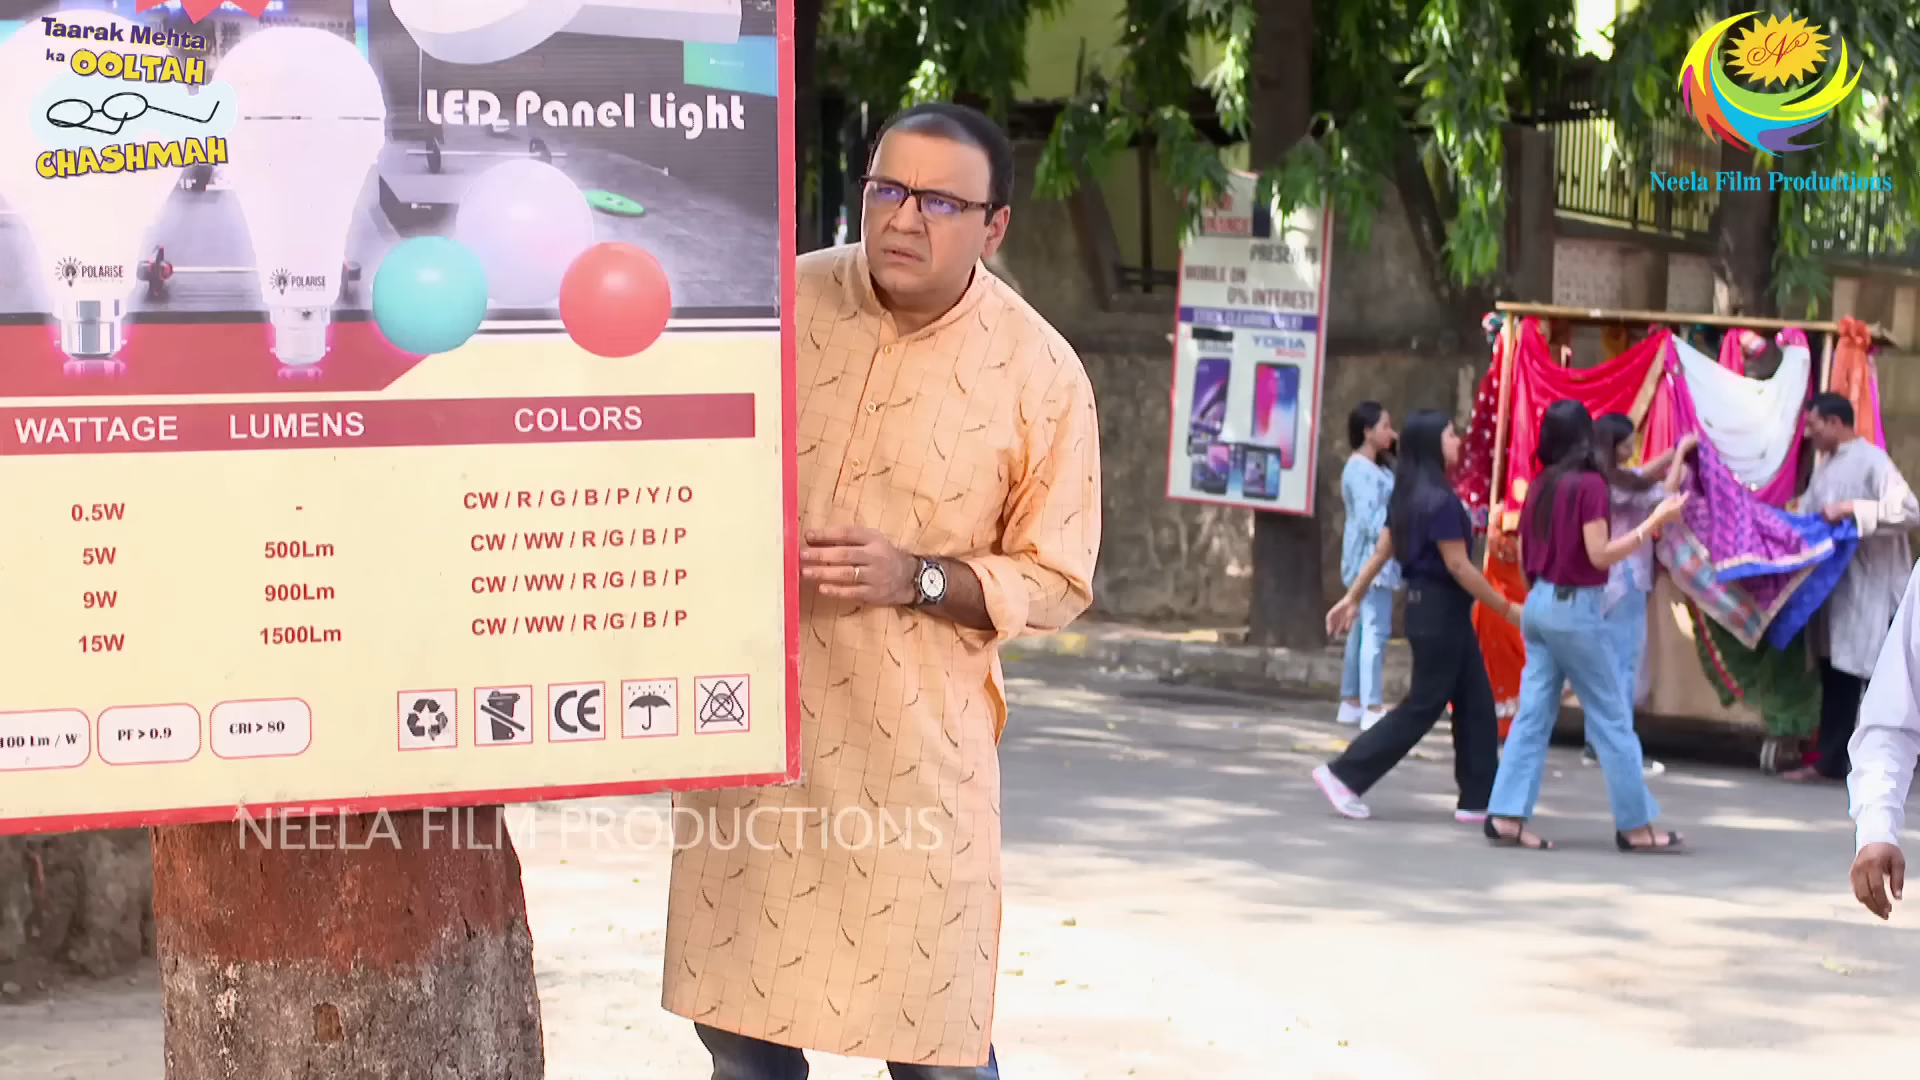 Taarak Mehta
ka OOLTAH
CHASHMAH
LED Panel Light
POLARISE
POLARISE
WATTAGE LUMENS COLORS
0.5W - CW / R / G / B / P / Y / O
5W 500Lm CW / WW / R /G / B / P
9W 900Lm CW / WW / R /G / B / P
15W 1500Lm CW / WW / R /G / B / P
100 Lm / W PF > 0.9 CRI > 80
CE
NEELA FILM PRODUCTIONS
PRESENTS
MOBILE ON
0% INTEREST
YOKIA
Neela Film Productions